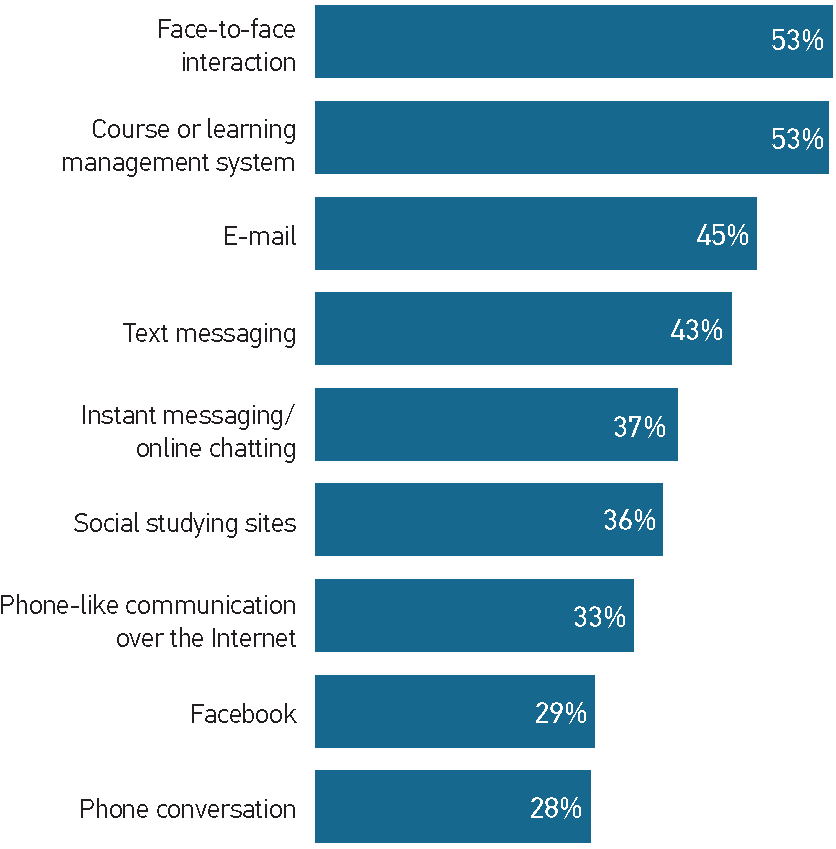 Face-to-face
interaction
53%
Course or learning
management system
53%
E-mail
45%
Text messaging
43%
Instant messaging/
online chatting
37%
Social studying sites
36%
Phone-like communication
over the Internet
33%
Facebook
29%
Phone conversation
28%